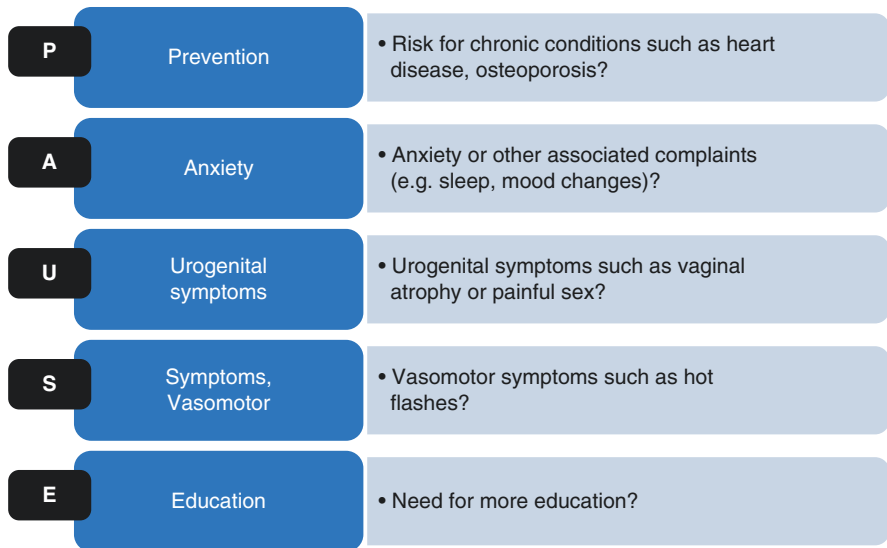 P
Prevention
• Risk for chronic conditions such as heart
disease, osteoporosis?
A
Anxiety
• Anxiety or other associated complaints
(e.g. sleep, mood changes)?
U
Urogenital
symptoms
• Urogenital symptoms such as vaginal
atrophy or painful sex?
S
Symptoms,
Vasomotor
• Vasomotor symptoms such as hot
flashes?
E
Education
• Need for more education?